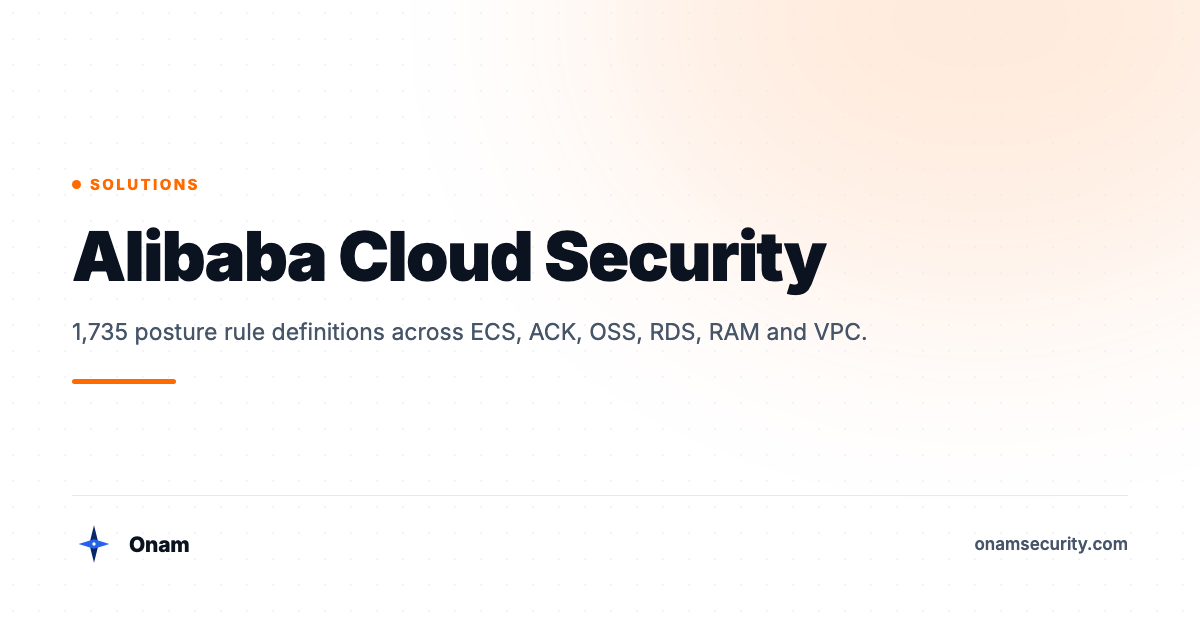 SOLUTIONS
Alibaba Cloud Security
1,735 posture rule definitions across ECS, ACK, OSS, RDS, RAM and VPC.
Onam
onamsecurity.com